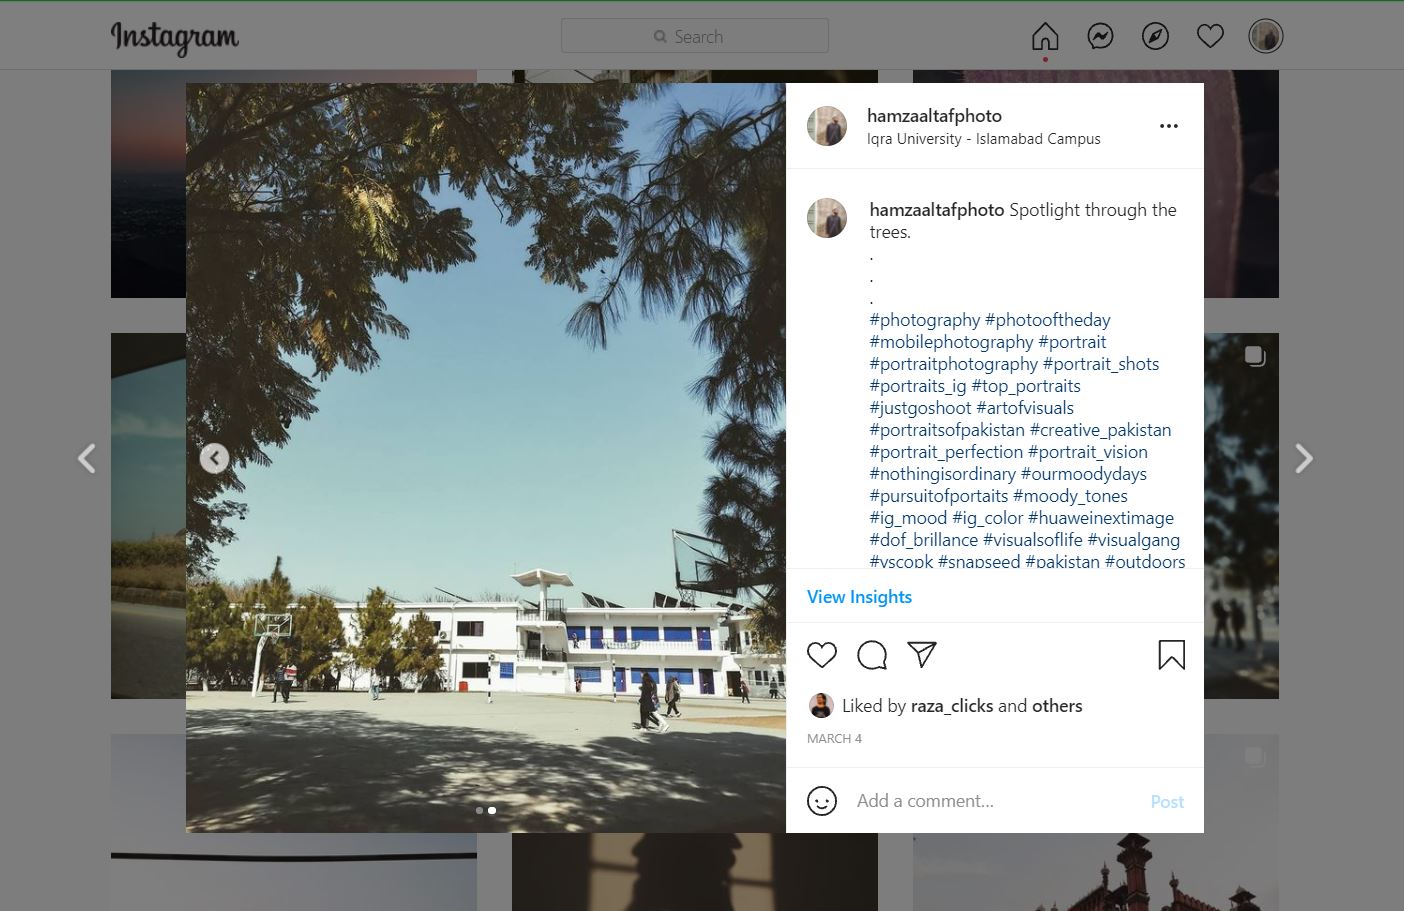 Instagram
Search
hamzaaltafphoto
Iqra University - Islamabad Campus
hamzaaltafphoto Spotlight through the
trees.
.
.
.
#photography #photooftheday
#mobilephotography #portrait
#portraitphotography #portrait_shots
#portraits_ig #top_portraits
#justgoshoot #artofvisuals
#portraitsofpakistan #creative_pakistan
#portrait_perfection #portrait_vision
#nothingisordinary #ourmoodydays
#pursuitofportaits #moody_tones
#ig_mood #ig_color #huaweinextimage
#dof_brillance #visualsoflife #visualgang
#vscopk #snapseed #pakistan #outdoors
View Insights
Liked by raza_clicks and others
MARCH 4
Add a comment...
Post